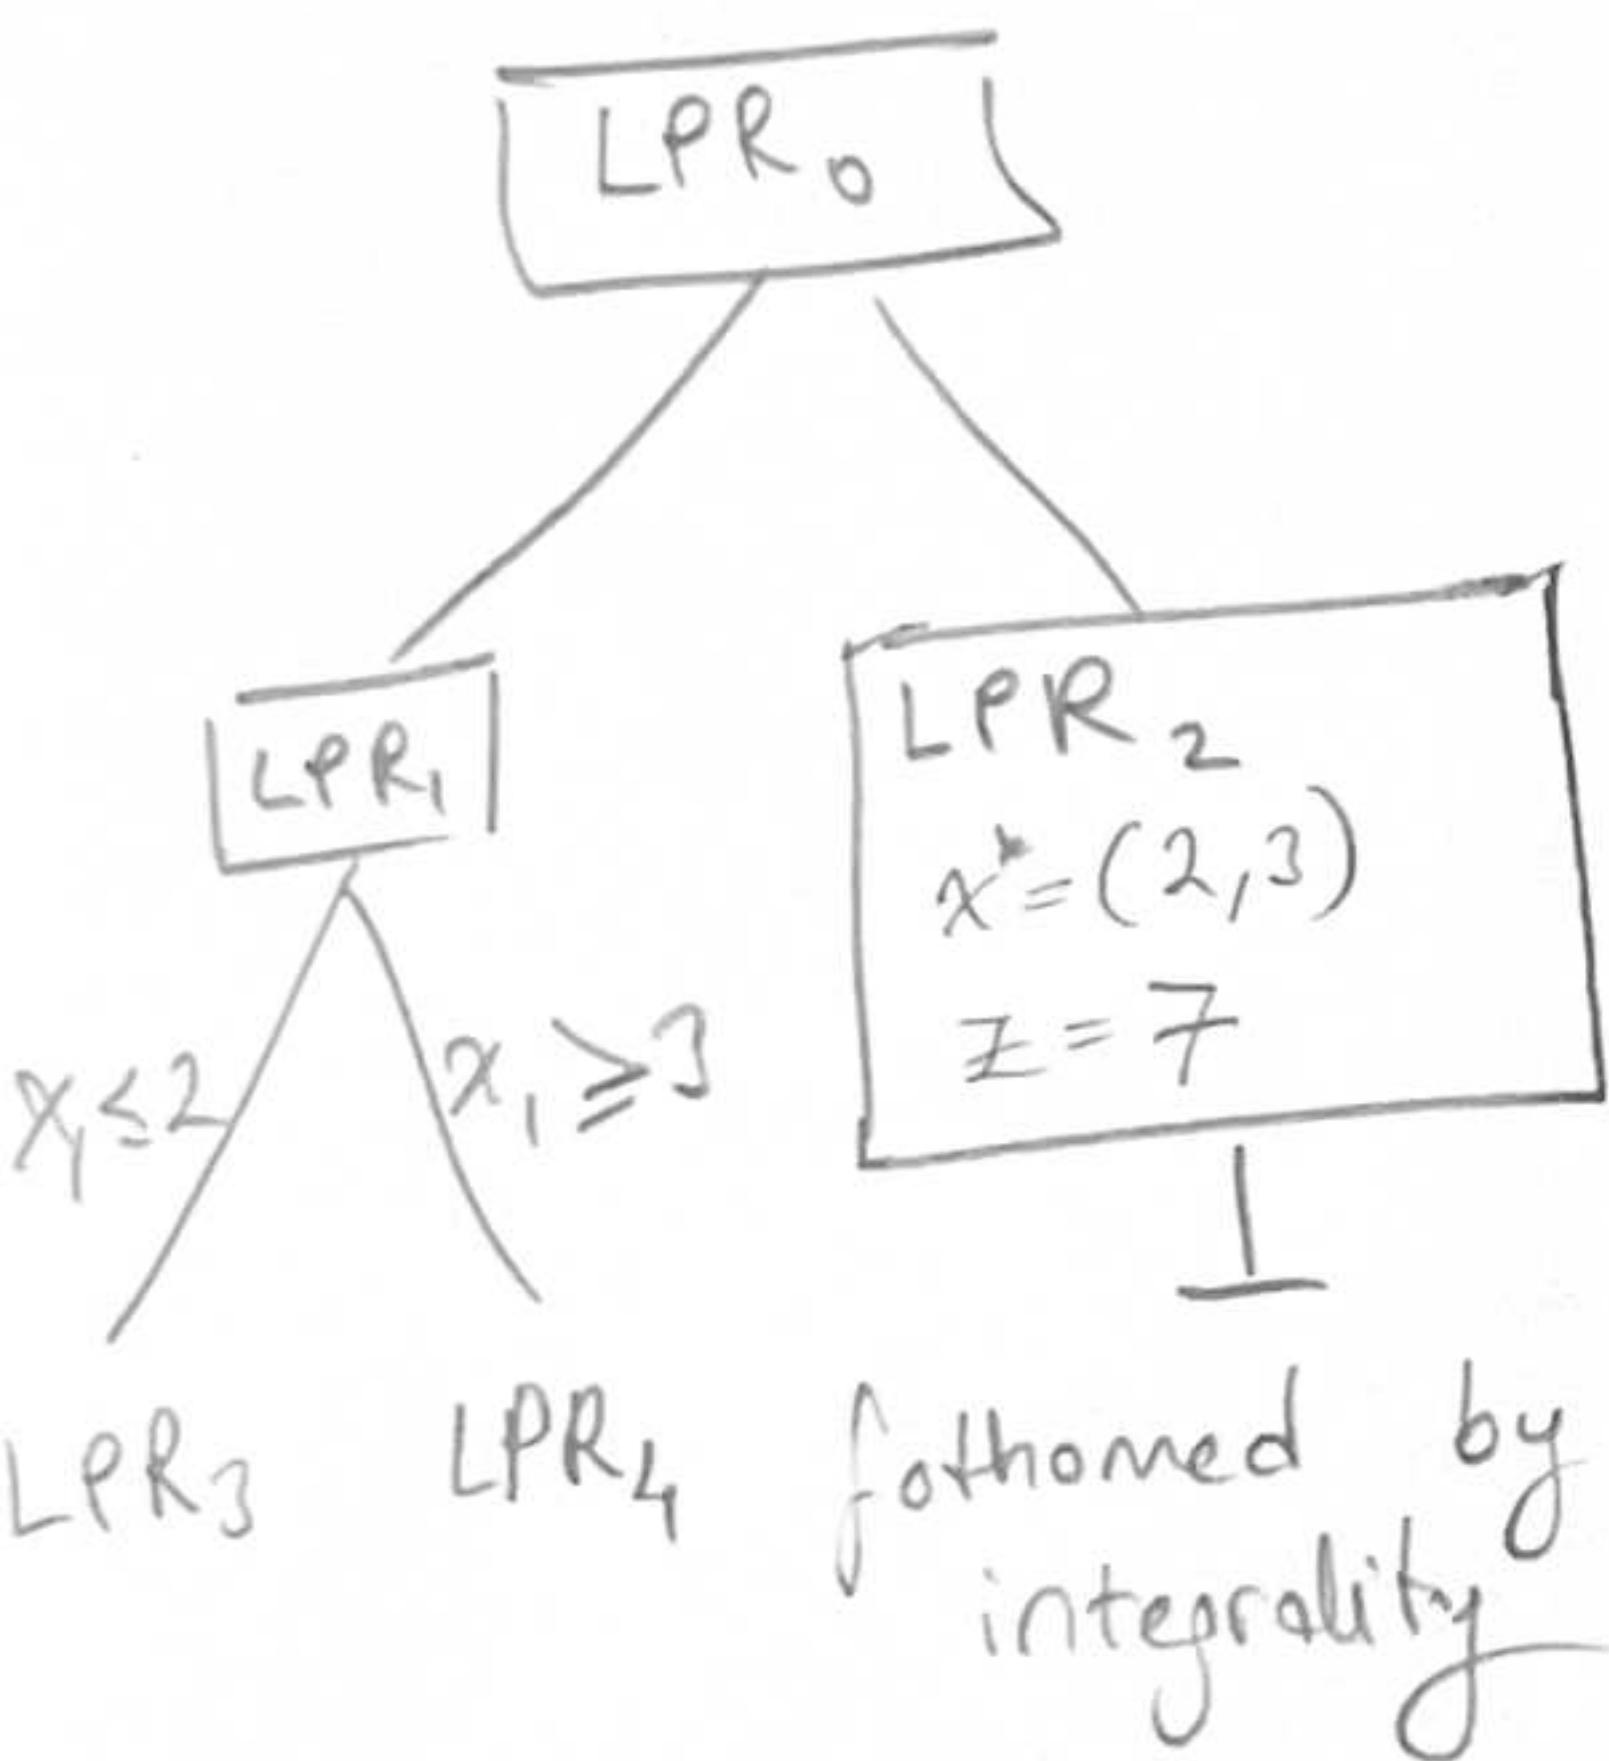 LPR₀
LPR₁
LPR₂
x* = (2,3)
z = 7
x₁ ≤ 2
x₁ ≥ 3
LPR₃
LPR₄
fathomed by
integrality